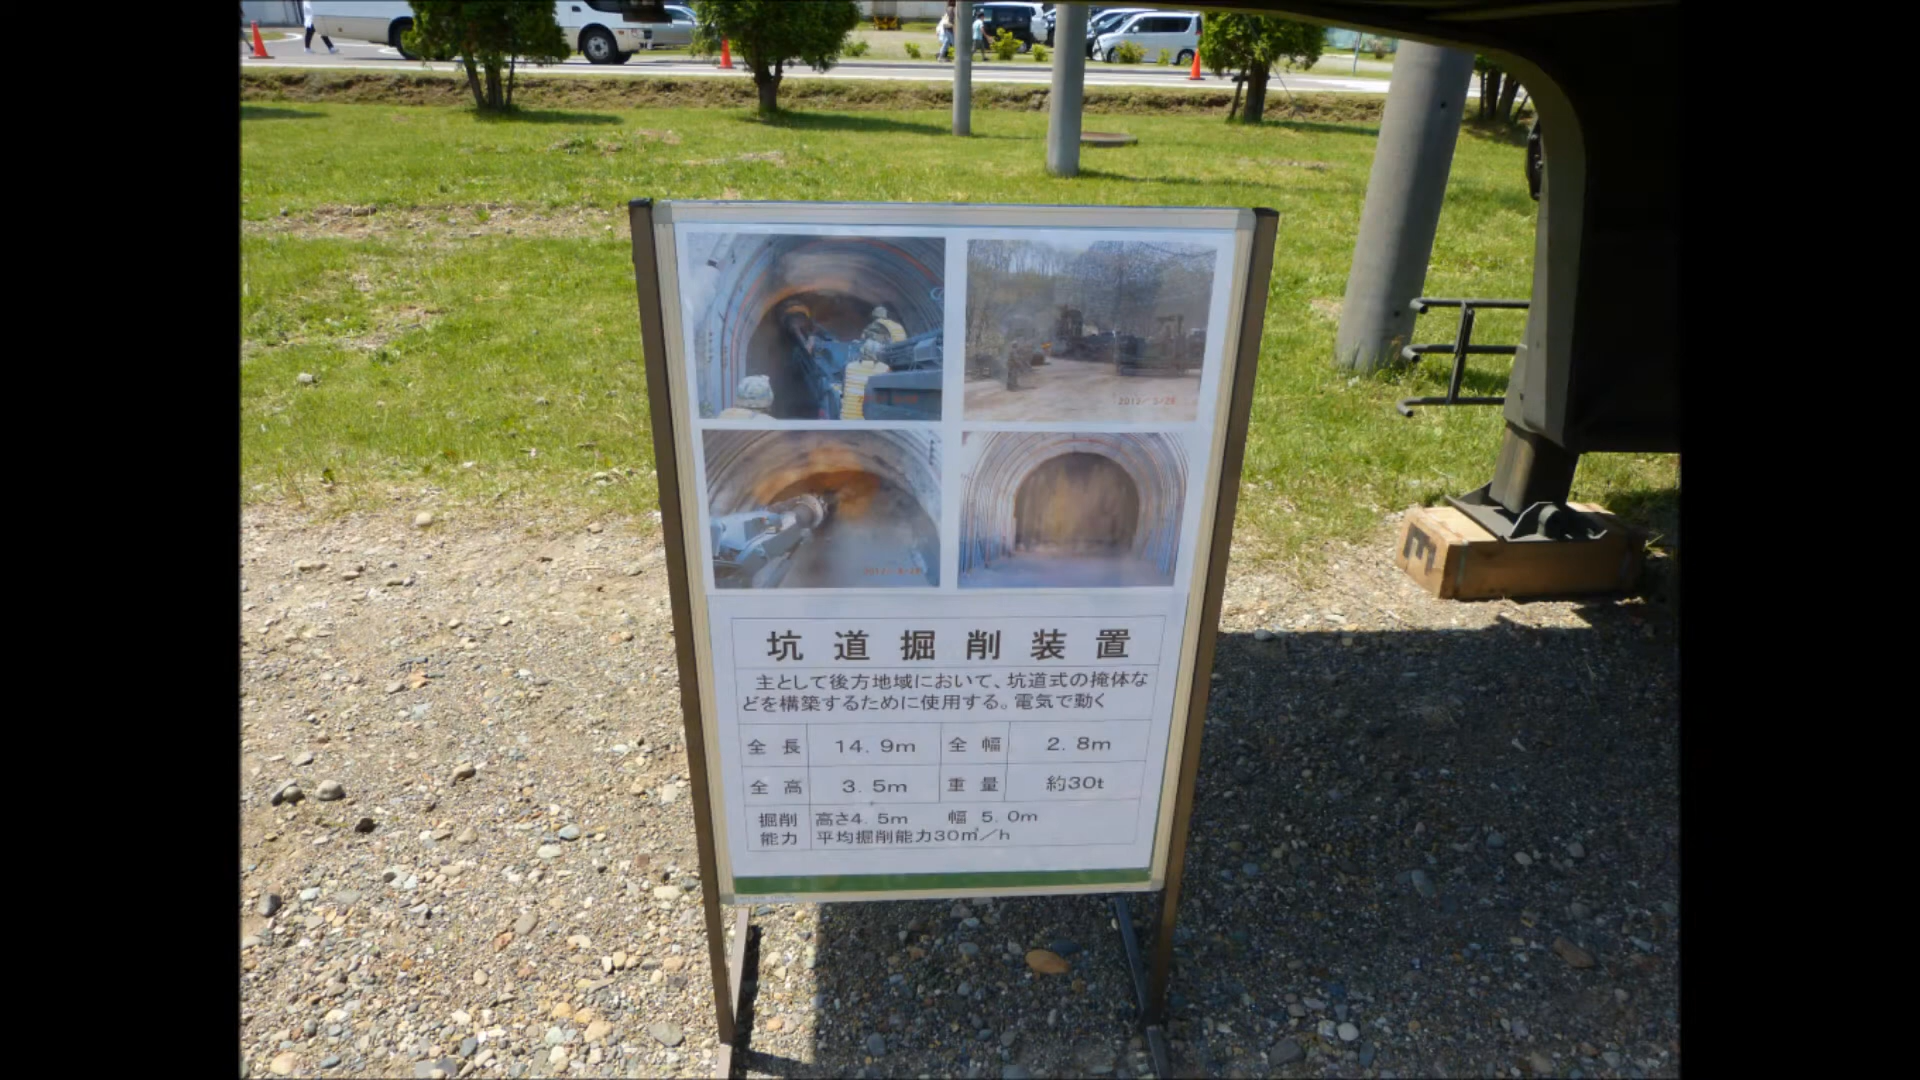 2012/ 5/28
坑道掘削装置
主として後方地域において、坑道式の掩体な
どを構築するために使用する。電気で動く
全長 14.9m 全幅 2.8m
全高 3.5m 重量 約30t
掘削 高さ4.5m 幅 5.0m
能力 平均掘削能力30㎥/h
E